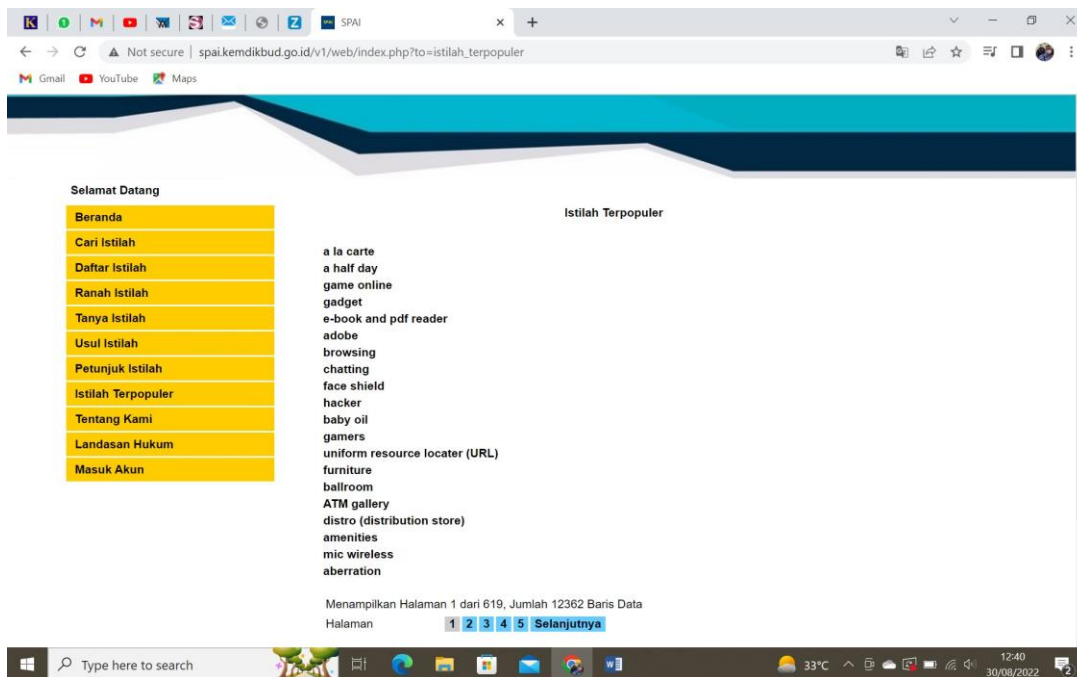 SPAI
Not secure | spai.kemdikbud.go.id/v1/web/index.php?to=istilah_terpopuler
Gmail YouTube Maps
Selamat Datang
Beranda
Cari Istilah
Daftar Istilah
Ranah Istilah
Tanya Istilah
Usul Istilah
Petunjuk Istilah
Istilah Terpopuler
Tentang Kami
Landasan Hukum
Masuk Akun
Istilah Terpopuler
a la carte
a half day
game online
gadget
e-book and pdf reader
adobe
browsing
chatting
face shield
hacker
baby oil
gamers
uniform resource locater (URL)
furniture
ballroom
ATM gallery
distro (distribution store)
amenities
mic wireless
aberration
Menampilkan Halaman 1 dari 619, Jumlah 12362 Baris Data
Halaman 1 2 3 4 5 Selanjutnya
Type here to search
33°C
12:40
30/08/2022
2